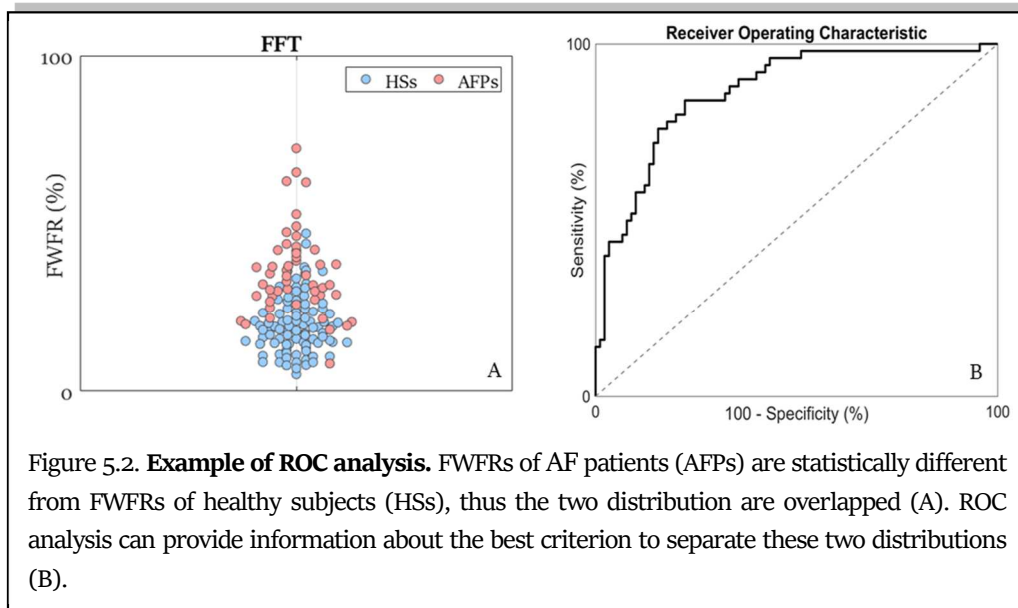 FFT
100
HSs AFPs
FWFR (%)
A
0
Receiver Operating Characteristic
100
Sensitivity (%)
B
0
0 100
100 - Specificity (%)
Figure 5.2. Example of ROC analysis. FWFRs of AF patients (AFPs) are statistically different
from FWFRs of healthy subjects (HSs), thus the two distribution are overlapped (A). ROC
analysis can provide information about the best criterion to separate these two distributions
(B).